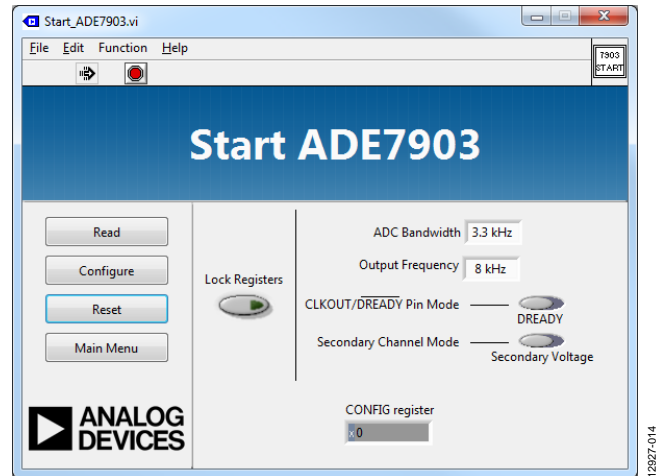 Start_ADE7903.vi
File Edit Function Help
7903
START
Start ADE7903
Read
Configure
Reset
Main Menu
Lock Registers
ADC Bandwidth 3.3 kHz
Output Frequency 8 kHz
CLKOUT/DREADY Pin Mode
DREADY
Secondary Channel Mode
Secondary Voltage
CONFIG register
x0
ANALOG
DEVICES
12927-014